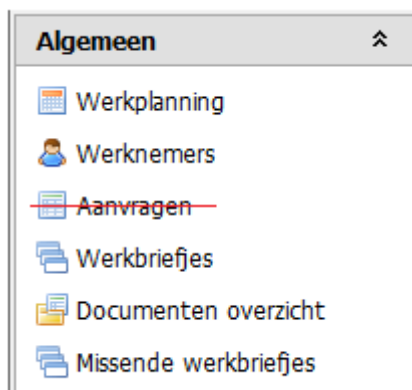 Algemeen
Werkplanning
Werknemers
Aanvragen
Werkbriefjes
Documenten overzicht
Missende werkbriefjes